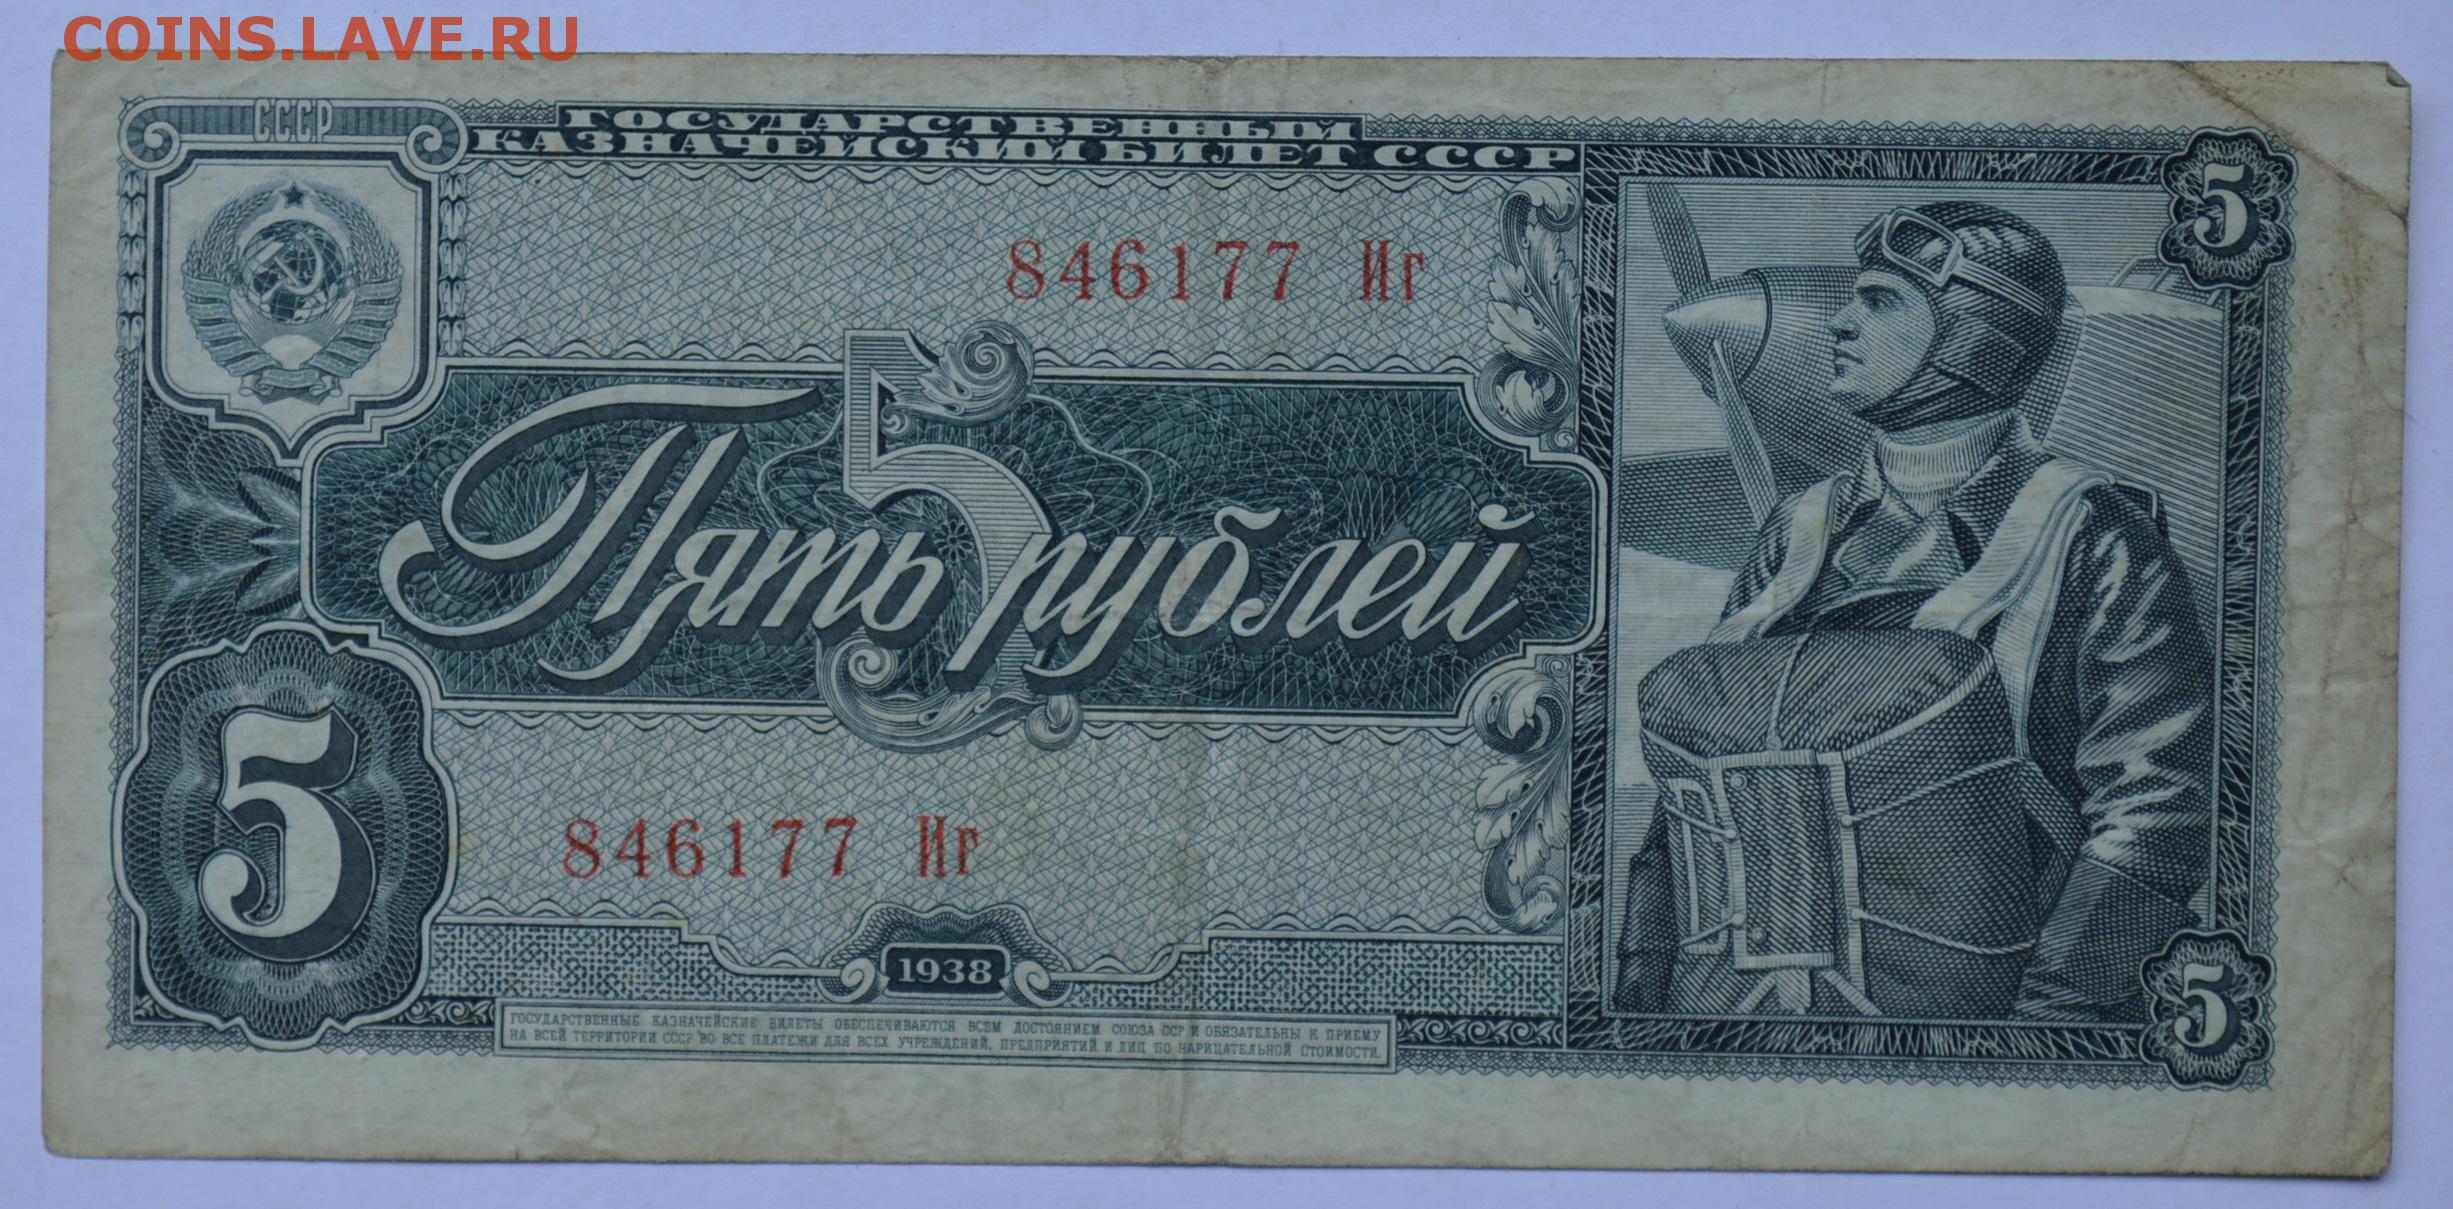 COINS.LAVE.RU
СССР
ГОСУДАРСТВЕННЫЙ
КАЗНАЧЕЙСКИЙ БИЛЕТ СССР
5
846177 Иг
5
Пять рублей
5
846177 Иг
1938
5
ГОСУДАРСТВЕННЫЕ КАЗНАЧЕЙСКИЕ БИЛЕТЫ ОБЕСПЕЧИВАЮТСЯ ВСЕМ ДОСТОЯНИЕМ СОЮЗА ССР И ОБЯЗАТЕЛЬНЫ К ПРИЕМУ
НА ВСЕЙ ТЕРРИТОРИИ СССР ВО ВСЕ ПЛАТЕЖИ ДЛЯ ВСЕХ УЧРЕЖДЕНИЙ, ПРЕДПРИЯТИЙ И ЛИЦ ПО НАРИЦАТЕЛЬНОЙ СТОИМОСТИ.